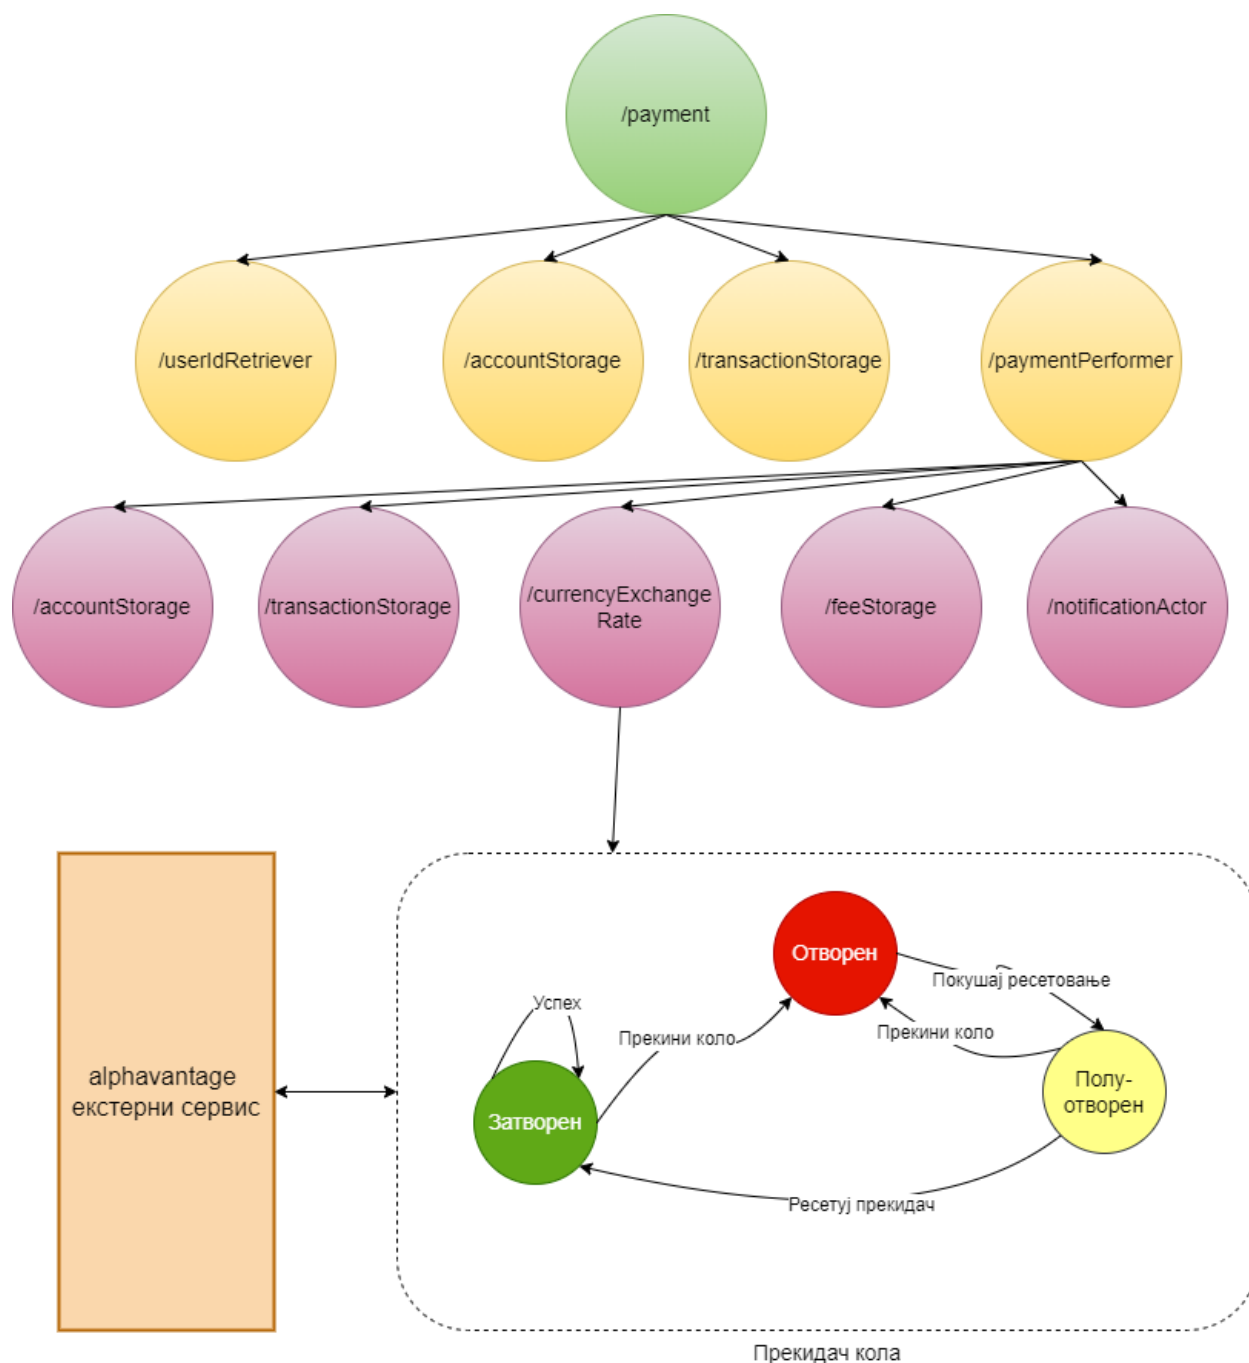 /payment
/userIdRetriever
/accountStorage
/transactionStorage
/paymentPerformer
/accountStorage
/transactionStorage
/currencyExchange
Rate
/feeStorage
/notificationActor
alphavantage
екстерни сервис
Отворен
Покушај ресетовање
Успех
Прекини коло
Прекини коло
Затворен
Полу-
отворен
Ресетуј прекидач
Прекидач кола